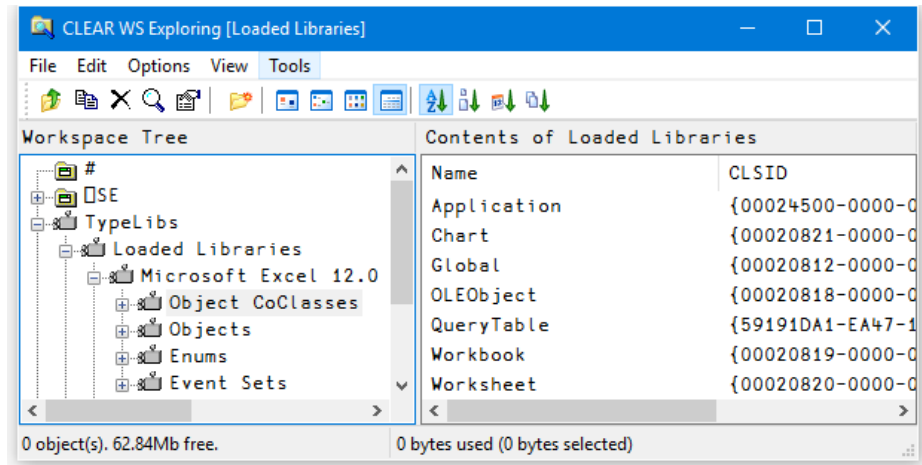 CLEAR WS Exploring [Loaded Libraries]
File Edit Options View Tools
Workspace Tree
Contents of Loaded Libraries
#
⎕SE
TypeLibs
Loaded Libraries
Microsoft Excel 12.0
Object CoClasses
Objects
Enums
Event Sets
Name CLSID
Application {00024500-0000-0
Chart {00020821-0000-0
Global {00020812-0000-0
OLEObject {00020818-0000-0
QueryTable {59191DA1-EA47-1
Workbook {00020819-0000-0
Worksheet {00020820-0000-0
0 object(s). 62.84Mb free.
0 bytes used (0 bytes selected)